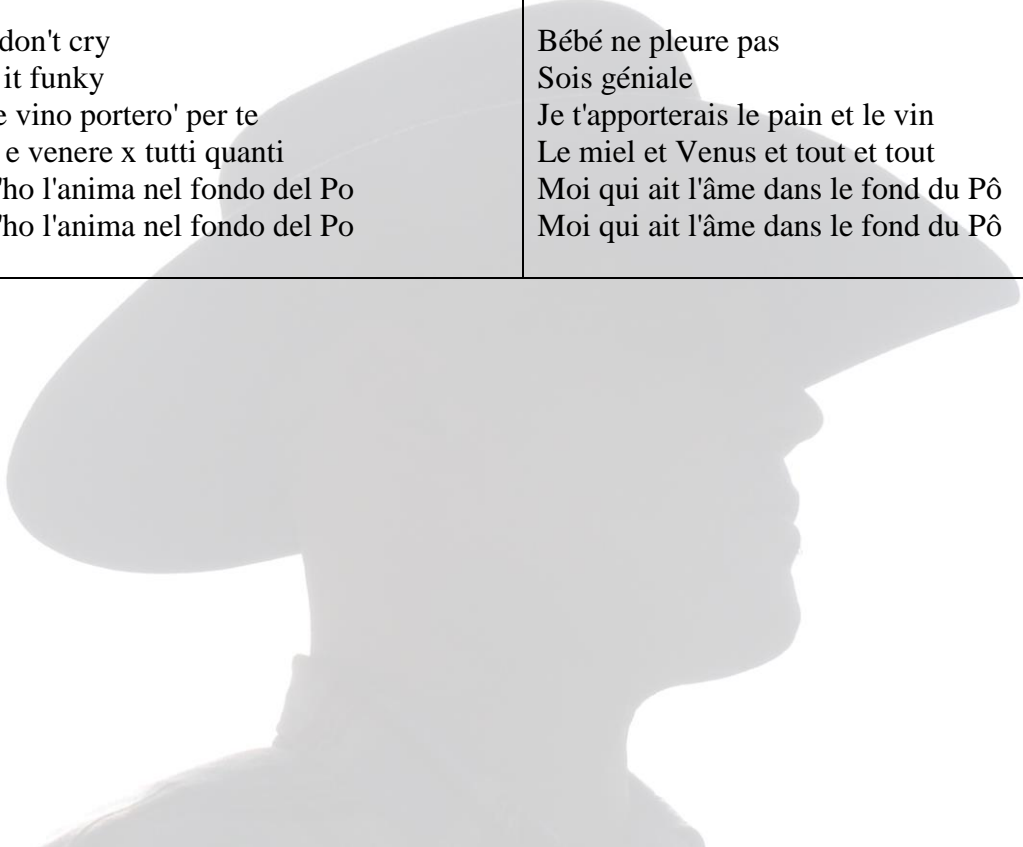 don't cry
it funky
e vino portero' per te
e venere x tutti quanti
'ho l'anima nel fondo del Po
'ho l'anima nel fondo del Po
Bébé ne pleure pas
Sois géniale
Je t'apporterais le pain et le vin
Le miel et Venus et tout et tout
Moi qui ait l'âme dans le fond du Pô
Moi qui ait l'âme dans le fond du Pô